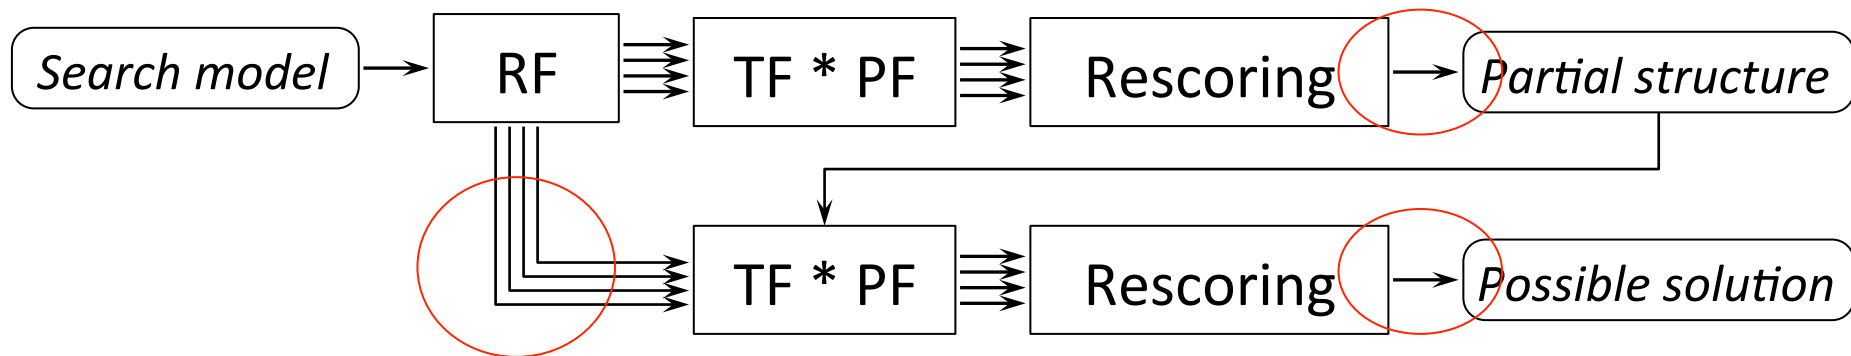 Search model
RF
TF * PF
Rescoring
Partial structure
TF * PF
Rescoring
Possible solution